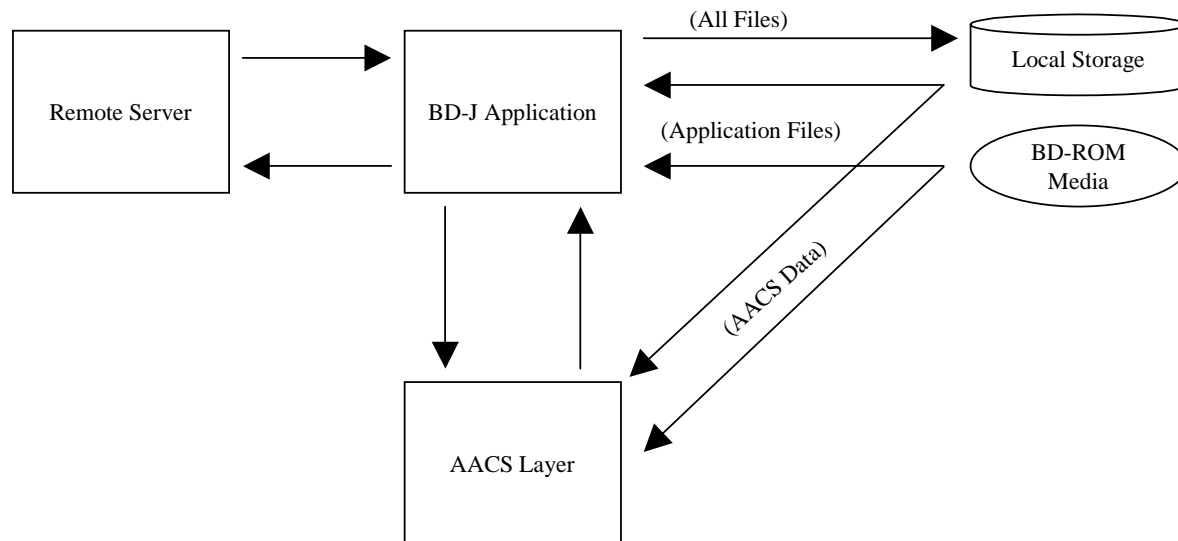 (All Files)
Remote Server
BD-J Application
Local Storage
(Application Files)
BD-ROM
Media
(AACS Data)
AACS Layer